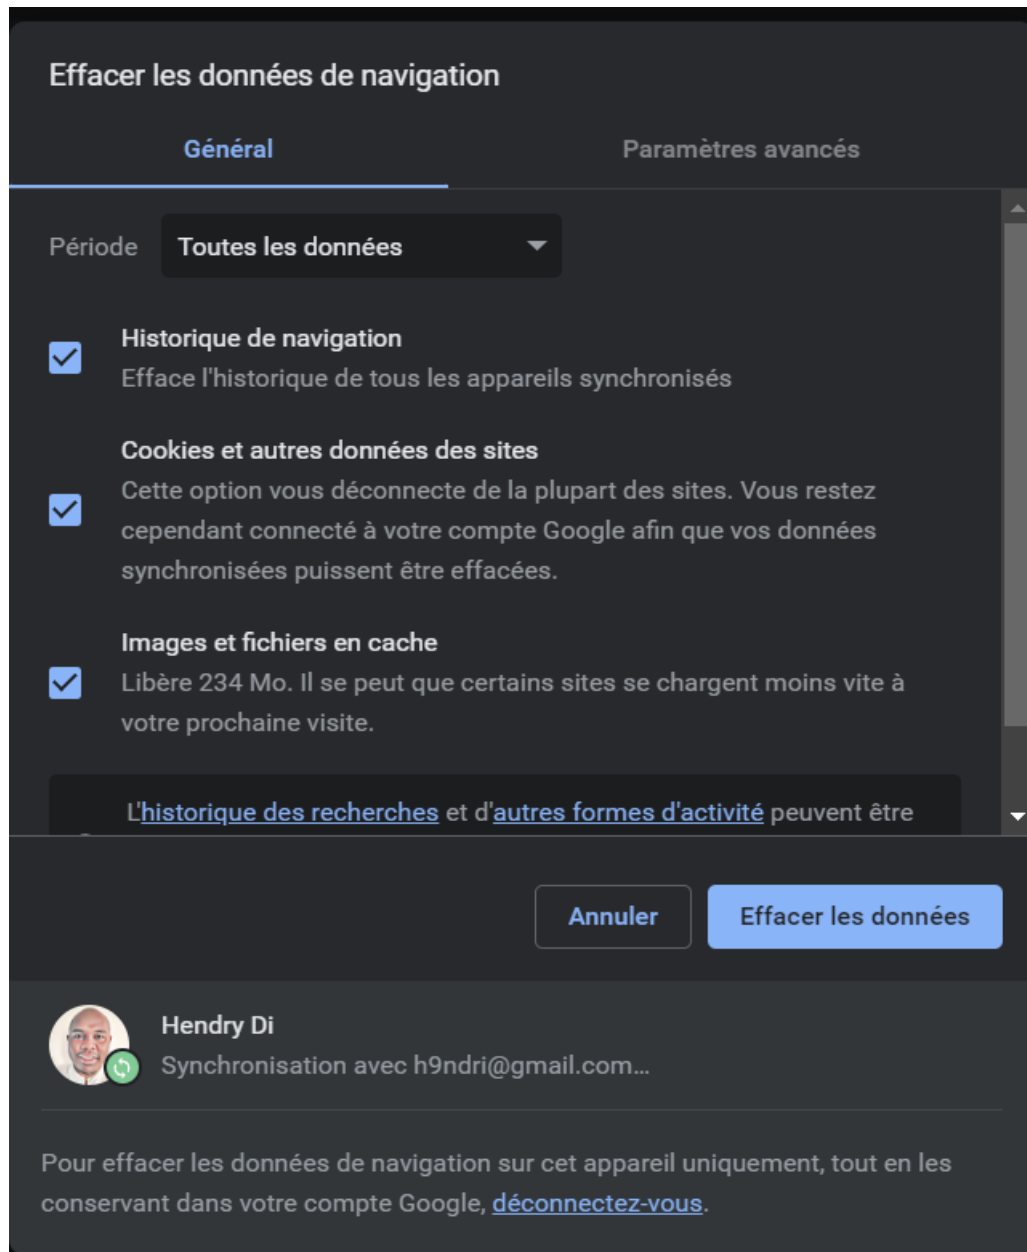 Effacer les données de navigation
Général
Paramètres avancés
Période
Toutes les données
Historique de navigation
Efface l'historique de tous les appareils synchronisés
Cookies et autres données des sites
Cette option vous déconnecte de la plupart des sites. Vous restez
cependant connecté à votre compte Google afin que vos données
synchronisées puissent être effacées.
Images et fichiers en cache
Libère 234 Mo. Il se peut que certains sites se chargent moins vite à
votre prochaine visite.
L'historique des recherches et d'autres formes d'activité peuvent être
Annuler
Effacer les données
Hendry Di
Synchronisation avec h9ndri@gmail.com…
Pour effacer les données de navigation sur cet appareil uniquement, tout en les
conservant dans votre compte Google, déconnectez-vous.